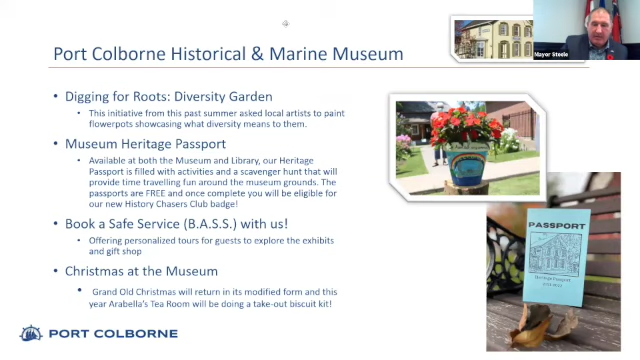 Mayor Steele
Port Colborne Historical & Marine Museum
• Digging for Roots: Diversity Garden
• This initiative from this past summer asked local artists to paint
flowerpots showcasing what diversity means to them.
• Museum Heritage Passport
• Available at both the Museum and Library, our Heritage
Passport is filled with activities and a scavenger hunt that will
provide time travelling fun around the museum grounds. The
passports are FREE and once complete you will be eligible for
our new History Chasers Club badge!
• Book a Safe Service (B.A.S.S.) with us!
• Offering personalized tours for guests to explore the exhibits
and gift shop
• Christmas at the Museum
• Grand Old Christmas will return in its modified form and this
year Arabella's Tea Room will be doing a take-out biscuit kit!
PASSPORT
Heritage Passport
PORT COLBORNE